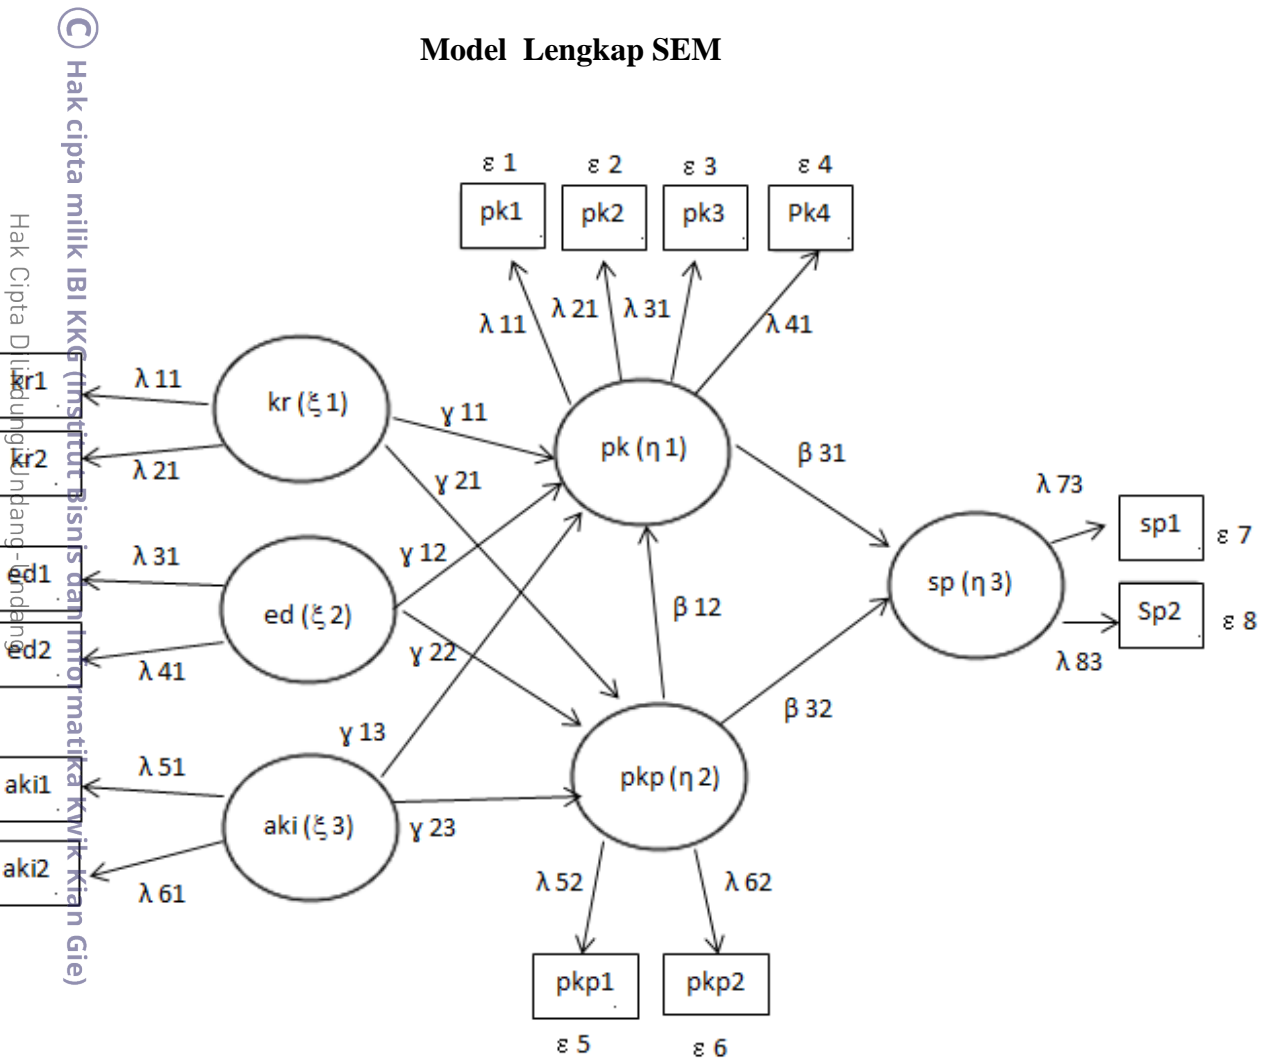 Model Lengkap SEM
© Hak cipta milik IBI KKG (Institut Bisnis dan Informatika Kwik Kian Gie)
Hak Cipta Dilindungi Undang-Undang
ε 1
ε 2
ε 3
ε 4
pk1
pk2
pk3
Pk4
λ 11
λ 21
λ 31
λ 41
kr1
λ 11
kr (ξ 1)
γ 11
kr2
λ 21
γ 21
pk (η 1)
β 31
λ 73
sp1
ε 7
ed1
λ 31
ed (ξ 2)
γ 12
sp (η 3)
β 12
Sp2
ε 8
ed2
λ 41
γ 22
λ 83
β 32
γ 13
aki1
λ 51
pkp (η 2)
aki (ξ 3)
γ 23
aki2
λ 61
λ 52
λ 62
pkp1
pkp2
ε 5
ε 6